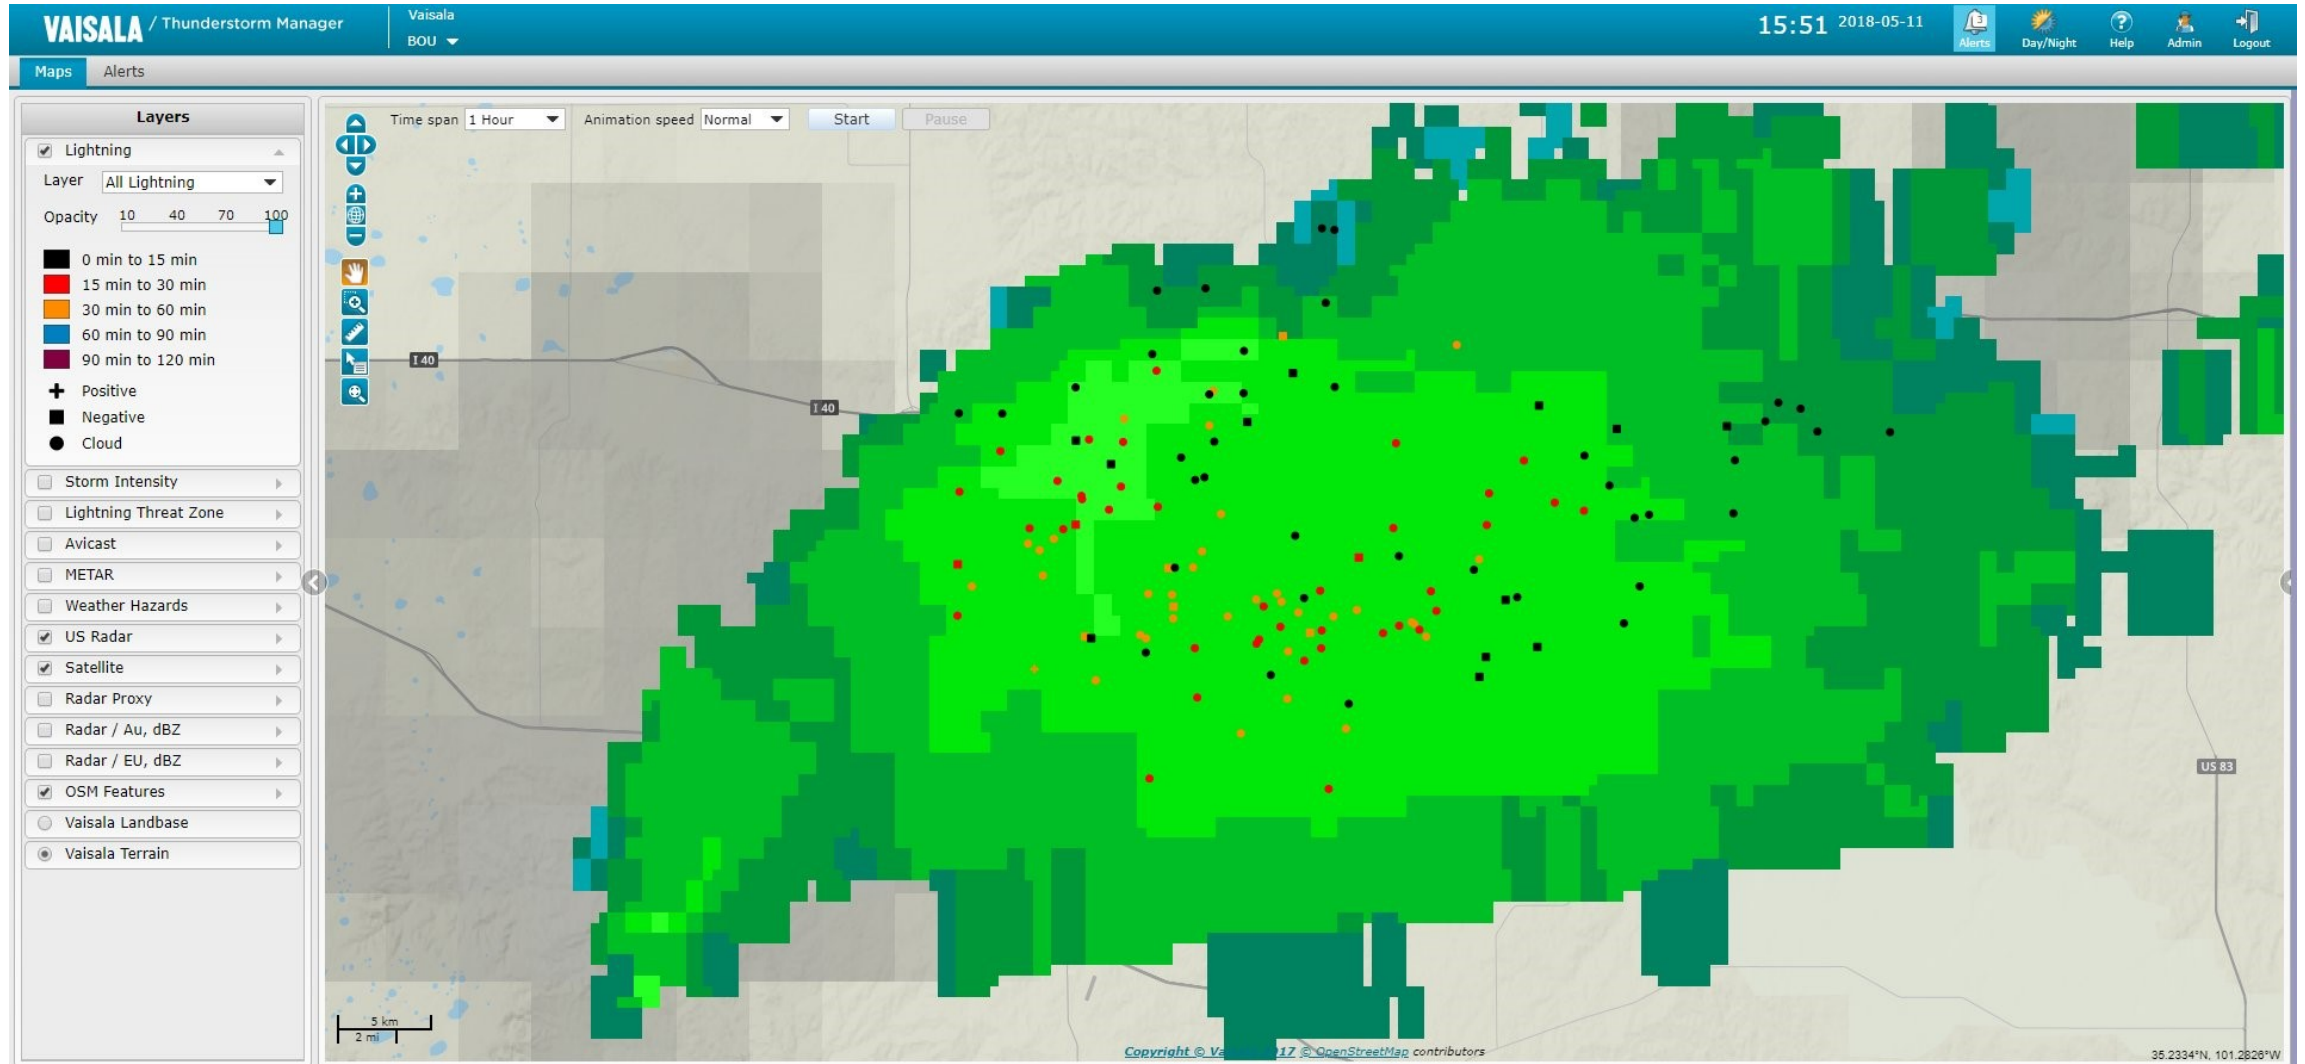 VAISALA / Thunderstorm Manager
Vaisala
BOU
15:51 2018-05-11
3
Alerts
Day/Night
Help
Admin
Logout
Maps
Alerts
Layers
Lightning
Layer All Lightning
Opacity 10 40 70 100
0 min to 15 min
15 min to 30 min
30 min to 60 min
60 min to 90 min
90 min to 120 min
Positive
Negative
Cloud
Storm Intensity
Lightning Threat Zone
Avicast
METAR
Weather Hazards
US Radar
Satellite
Radar Proxy
Radar / Au, dBZ
Radar / EU, dBZ
OSM Features
Vaisala Landbase
Vaisala Terrain
Time span 1 Hour Animation speed Normal Start Pause
I 40
I 40
US 83
5 km
2 mi
Copyright © Va 17 © OpenStreetMap contributors
35.2334°N, 101.2826°W